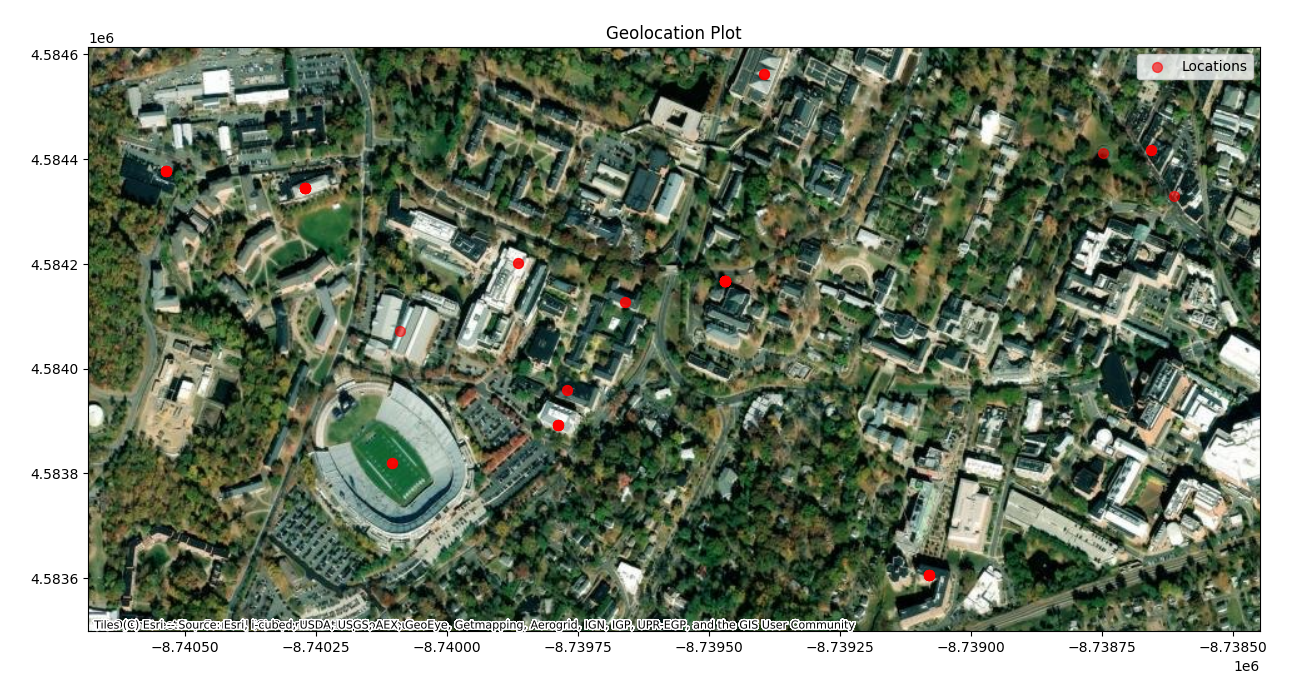 Geolocation Plot
1e6
Locations
4.5846
4.5844
4.5842
4.5840
4.5838
4.5836
Tiles (C) Esri -- Source: Esri, i-cubed, USDA, USGS, AEX, GeoEye, Getmapping, Aerogrid, IGN, IGP, UPR-EGP, and the GIS User Community
−8.74050 −8.74025 −8.74000 −8.73975 −8.73950 −8.73925 −8.73900 −8.73875 −8.73850
1e6